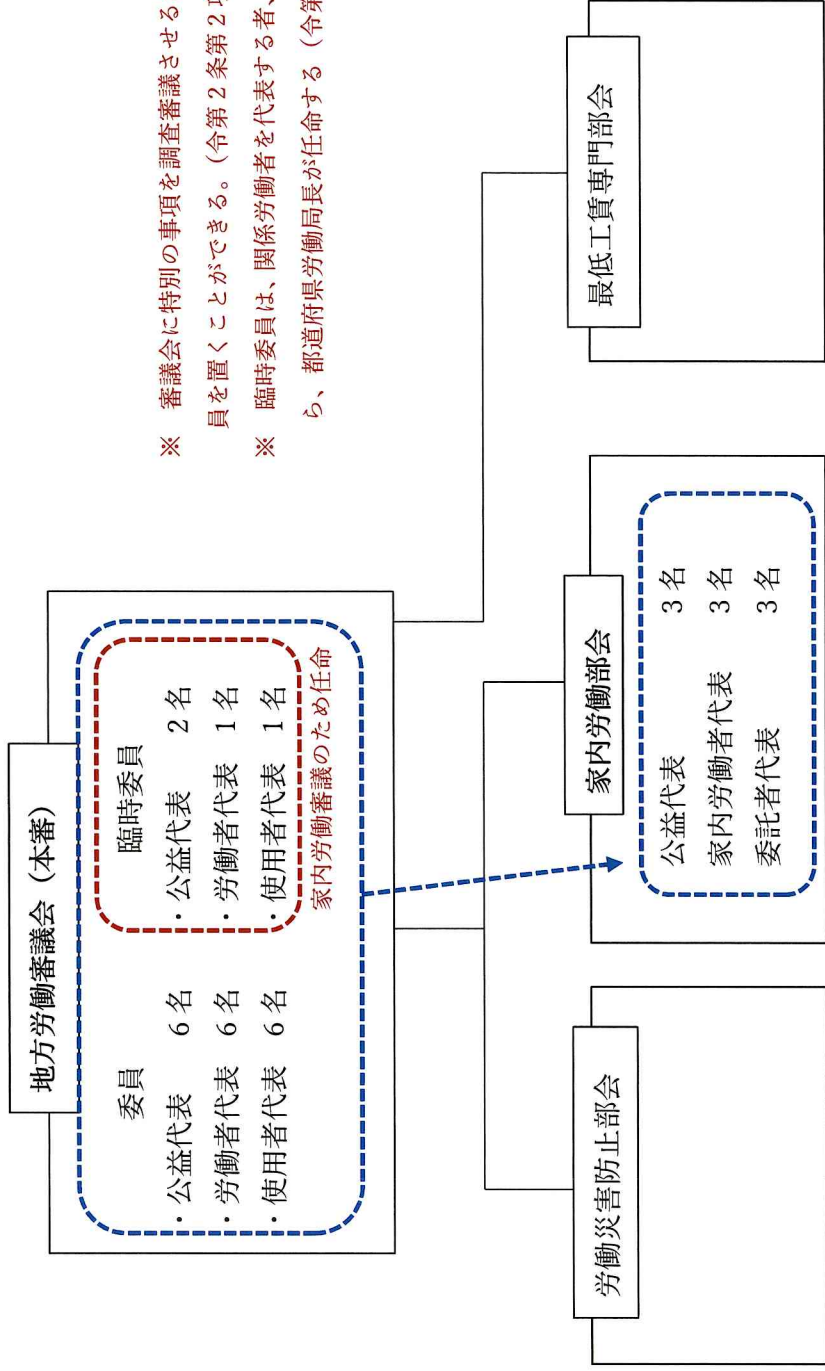 地方労働審議会（本審）
委員
・公益代表　6名
・労働者代表　6名
・使用者代表　6名
臨時委員
・公益代表　2名
・労働者代表　1名
・使用者代表　1名
家内労働審議のため任命
※　審議会に特別の事項を調査審議させる
員を置くことができる。（令第2条第2項
※　臨時委員は、関係労働者を代表する者、
ら、都道府県労働局長が任命する（令第
労働災害防止部会
家内労働部会
公益代表　3名
家内労働者代表　3名
委託者代表　3名
最低工賃専門部会